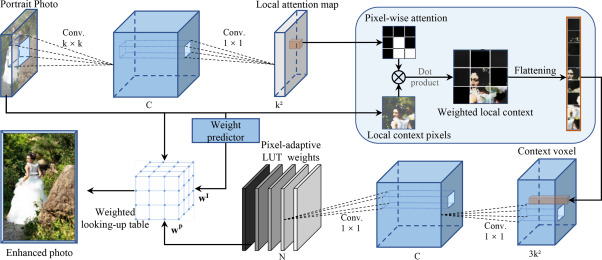 Portrait Photo
Conv.
k × k
C
Conv.
1 × 1
Local attention map
k²
Pixel-wise attention
Dot
product
Local context pixels
Weighted local context
Flattening
Weight
predictor
Pixel-adaptive
LUT weights
Context voxel
wᴵ
wᵖ
Weighted
looking-up table
Enhanced photo
N
Conv.
1 × 1
C
Conv.
1 × 1
3k²